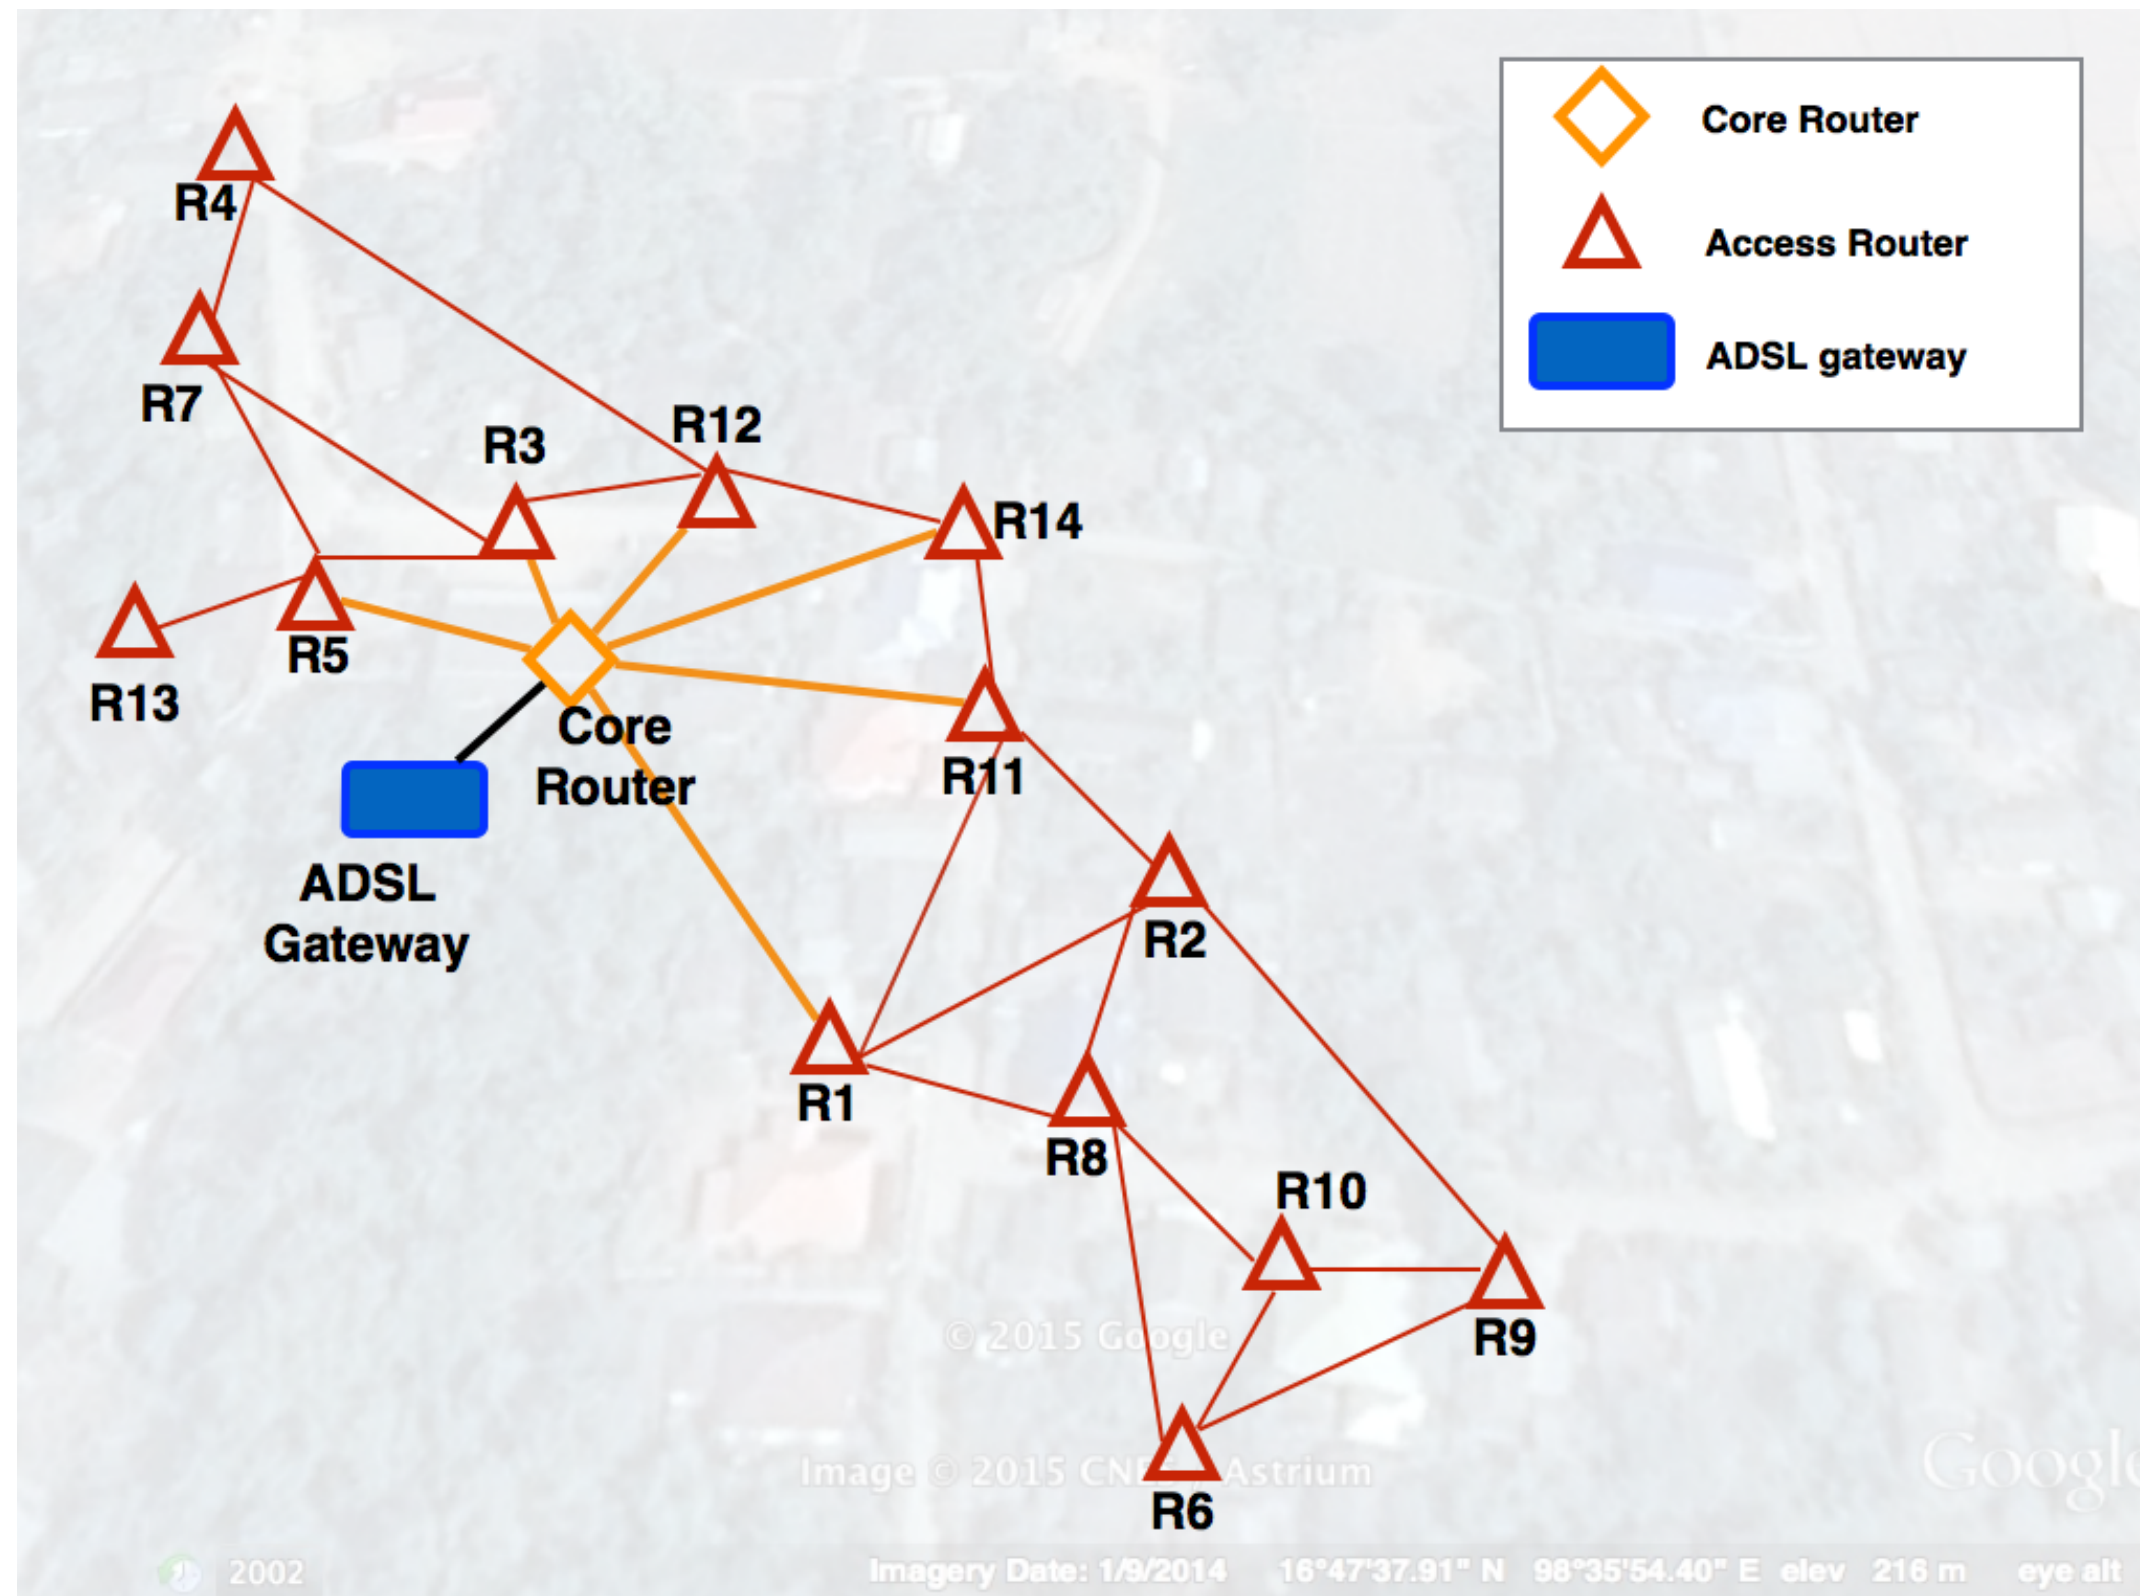 Core Router
Access Router
ADSL gateway
R4
R7
R3
R12
R14
R13
R5
Core
Router
R11
ADSL
Gateway
R2
R1
R8
R10
R9
R6
© 2015 Google
Image © 2015 CNES / Astrium
Google
2002
Imagery Date: 1/9/2014 16°47'37.91" N 98°35'54.40" E elev 216 m eye alt